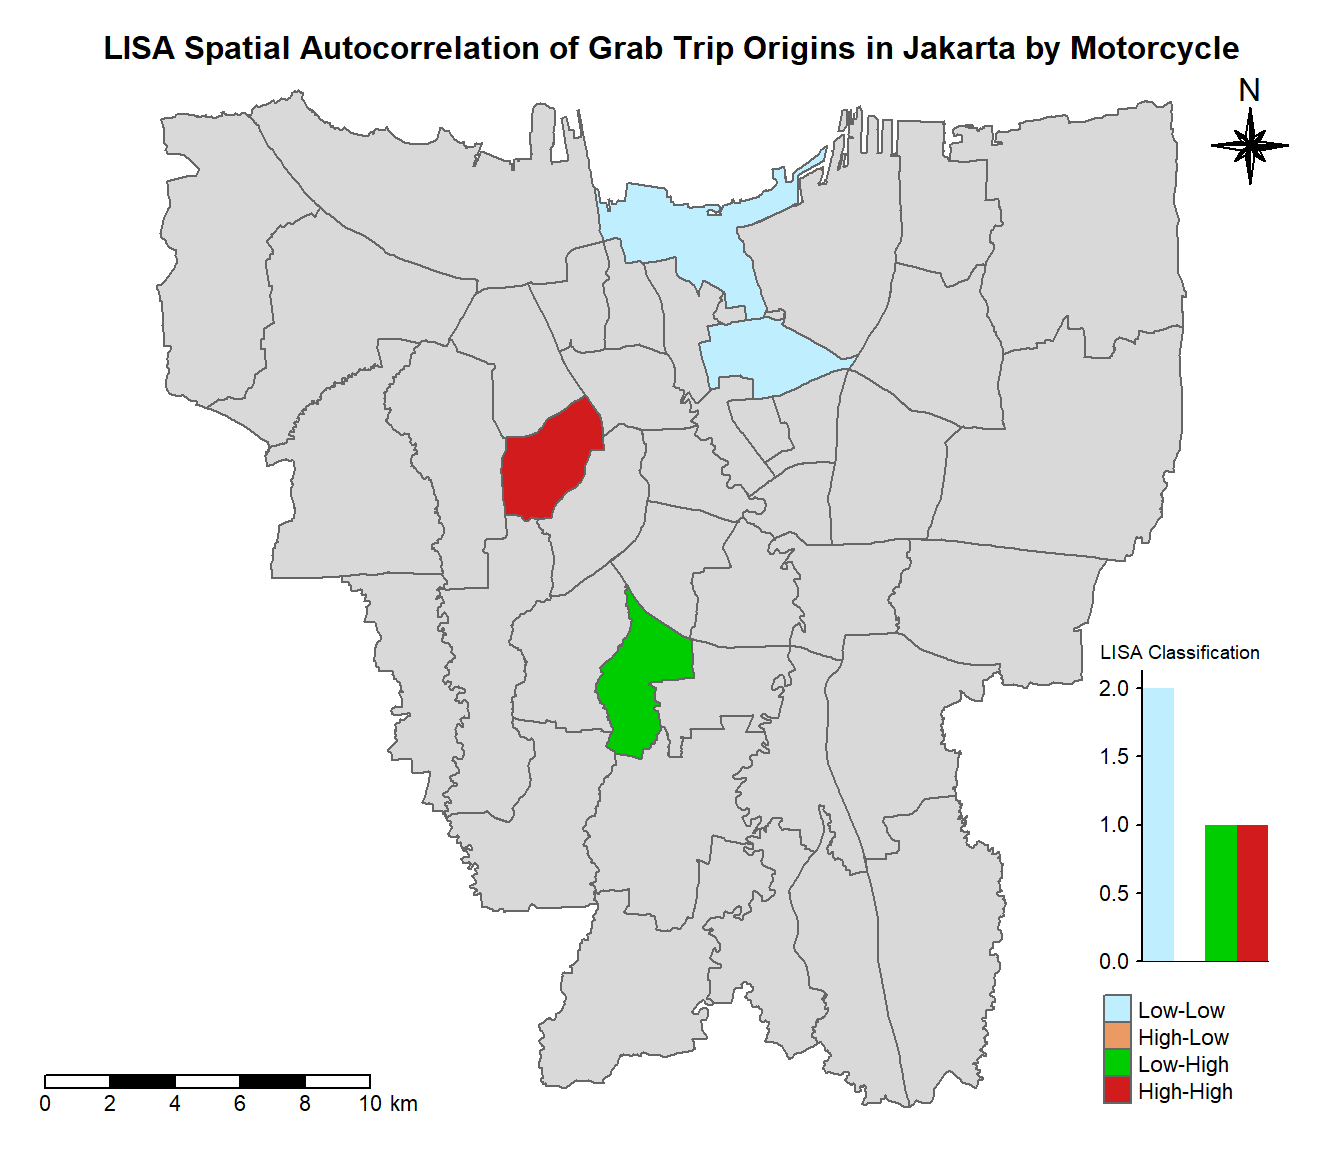 LISA Spatial Autocorrelation of Grab Trip Origins in Jakarta by Motorcycle
N
LISA Classification
2.0
1.5
1.0
0.5
0.0
Low-Low
High-Low
Low-High
High-High
0 2 4 6 8 10 km